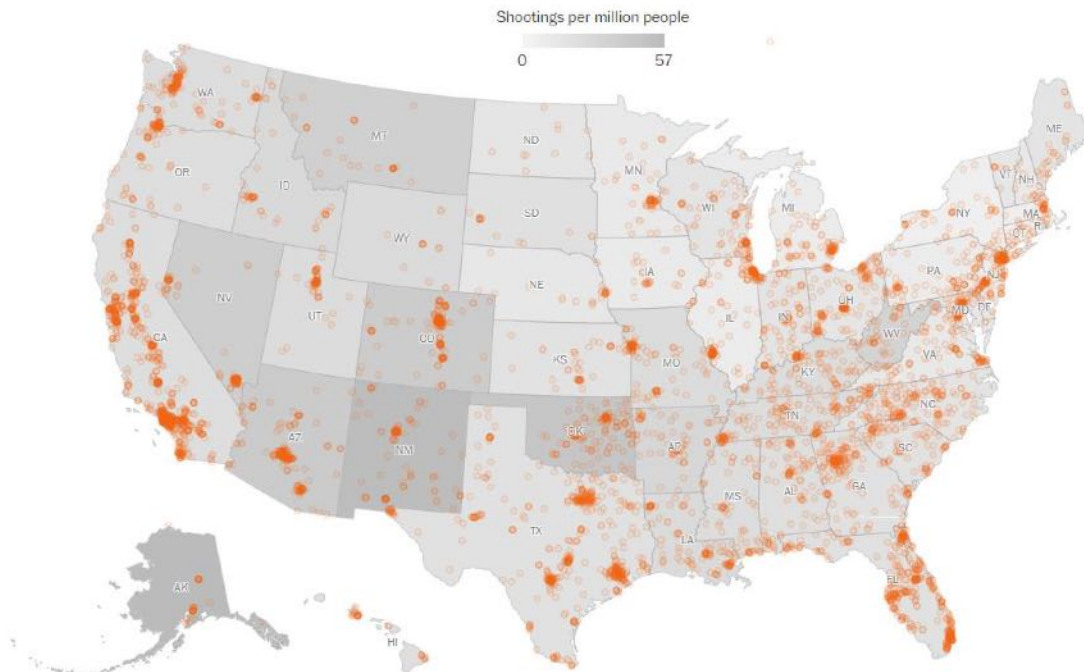 Shootings per million people
0 57
WA
MT
ND
MN
ME
OR
ID
SD
WI
MI
VT
NH
NY
MA
CT
R
WY
IA
NE
PA
NJ
NV
UT
CO
IL
IN
OH
MD
DE
WV
CA
KS
MO
KY
VA
AZ
NM
OK
AR
TN
NC
SC
MS
AL
GA
TX
LA
FL
AK
HI